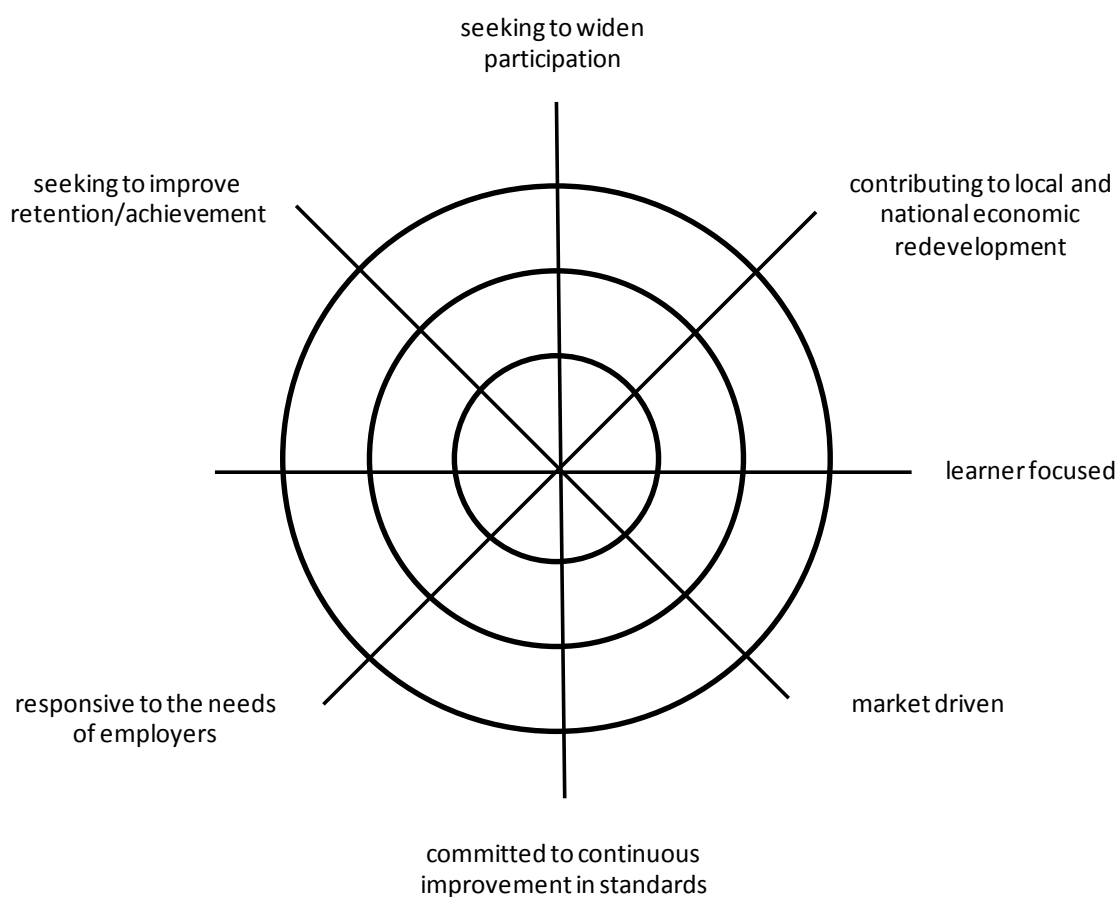 seeking to widen
participation
seeking to improve
retention/achievement
contributing to local and
national economic
redevelopment
learner focused
responsive to the needs
of employers
market driven
committed to continuous
improvement in standards